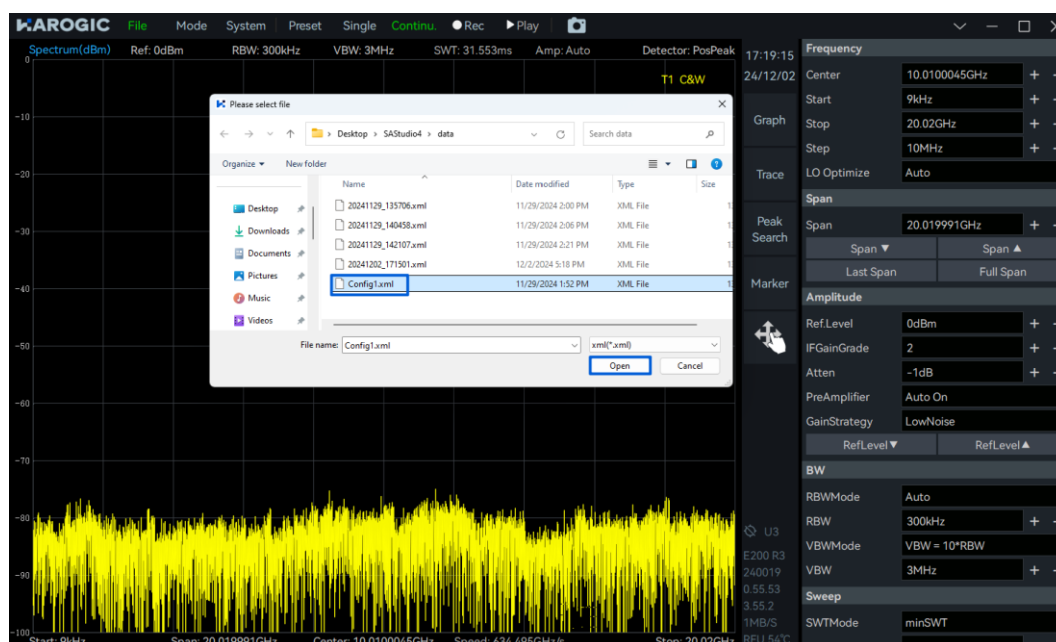 HAROGIC File Mode System Preset Single Continu. Rec Play
Spectrum(dBm) Ref: 0dBm RBW: 300kHz VBW: 3MHz SWT: 31.553ms Amp: Auto Detector: PosPeak
T1 C&W
0
-10
-20
-30
-40
-50
-60
-70
-80
-90
-100
Start: 9kHz Span: 20.019991GHz Center: 10.0100045GHz Speed: 634.495GHz/s Stop: 20.02GHz
Please select file
Desktop > SAStudio4 > data
Search data
Organize New folder
Name Date modified Type Size
Desktop
Downloads
Documents
Pictures
Music
Videos
20241129_135706.xml 11/29/2024 2:00 PM XML File
20241129_140458.xml 11/29/2024 2:06 PM XML File
20241129_142107.xml 11/29/2024 2:21 PM XML File
20241202_171501.xml 12/2/2024 5:18 PM XML File
Config1.xml 11/29/2024 1:52 PM XML File
File name: Config1.xml xml(*.xml)
Open Cancel
17:19:15
24/12/02
Graph
Trace
Peak
Search
Marker
U3
E200 R3
240019
0.55.53
3.55.2
1MB/S
Frequency
Center 10.0100045GHz + -
Start 9kHz + -
Stop 20.02GHz + -
Step 10MHz + -
LO Optimize Auto
Span
Span 20.019991GHz + -
Span ▼ Span ▲
Last Span Full Span
Amplitude
Ref.Level 0dBm + -
IFGainGrade 2 + -
Atten -1dB + -
PreAmplifier Auto On
GainStrategy LowNoise
RefLevel▼ RefLevel▲
BW
RBWMode Auto
RBW 300kHz + -
VBWMode VBW = 10*RBW
VBW 3MHz + -
Sweep
SWTMode minSWT